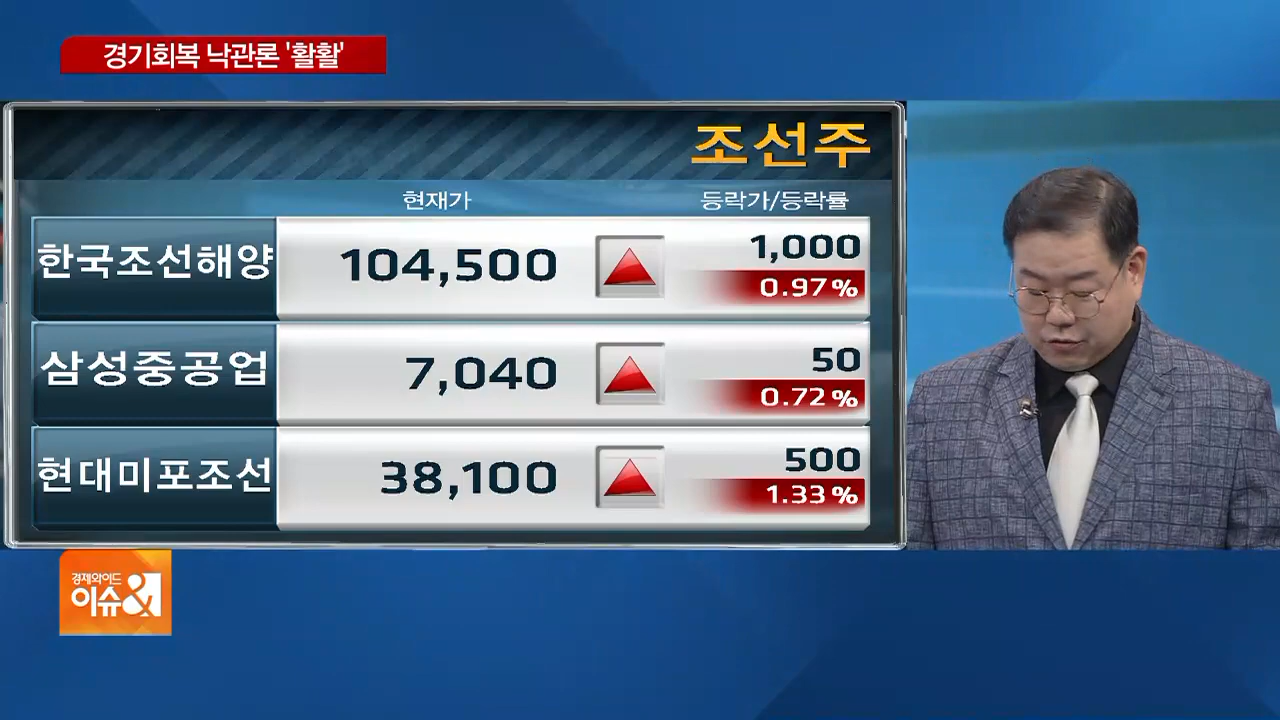 경기회복 낙관론 '활활'
조선주
현재가 등락가/등락률
한국조선해양 104,500 ▲ 1,000
0.97%
삼성중공업 7,040 ▲ 50
0.72%
현대미포조선 38,100 ▲ 500
1.33%
경제와이드
이슈&